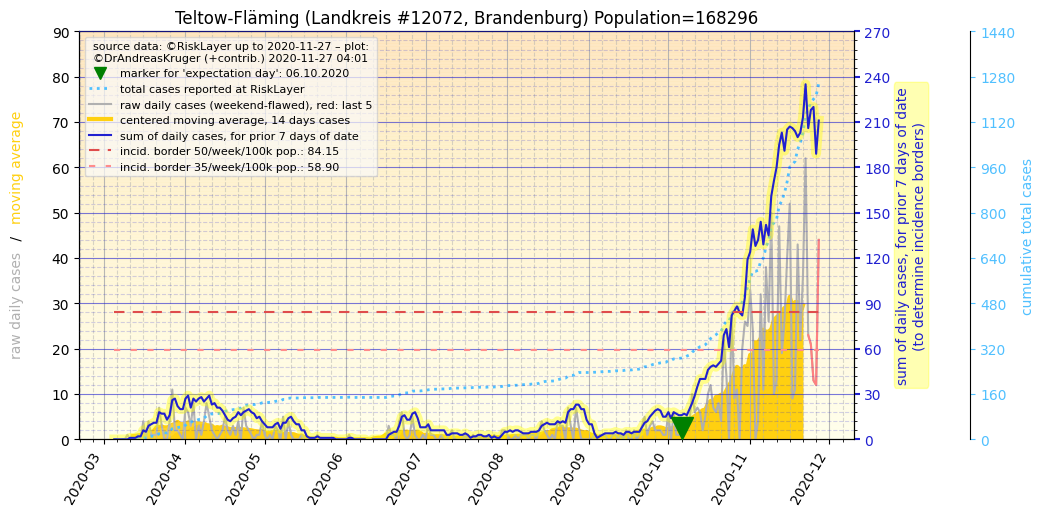 Teltow-Fläming (Landkreis #12072, Brandenburg) Population=168296
source data: ©RiskLayer up to 2020-11-27 – plot:
©DrAndreasKruger (+contrib.) 2020-11-27 04:01
marker for 'expectation day': 06.10.2020
total cases reported at RiskLayer
raw daily cases (weekend-flawed), red: last 5
centered moving average, 14 days cases
sum of daily cases, for prior 7 days of date
incid. border 50/week/100k pop.: 84.15
incid. border 35/week/100k pop.: 58.90
raw daily cases / moving average
90
80
70
60
50
40
30
20
10
0
2020-03
2020-04
2020-05
2020-06
2020-07
2020-08
2020-09
2020-10
2020-11
2020-12
270
240
210
180
150
120
90
60
30
0
sum of daily cases, for prior 7 days of date
(to determine incidence borders)
1440
1280
1120
960
800
640
480
320
160
0
cumulative total cases